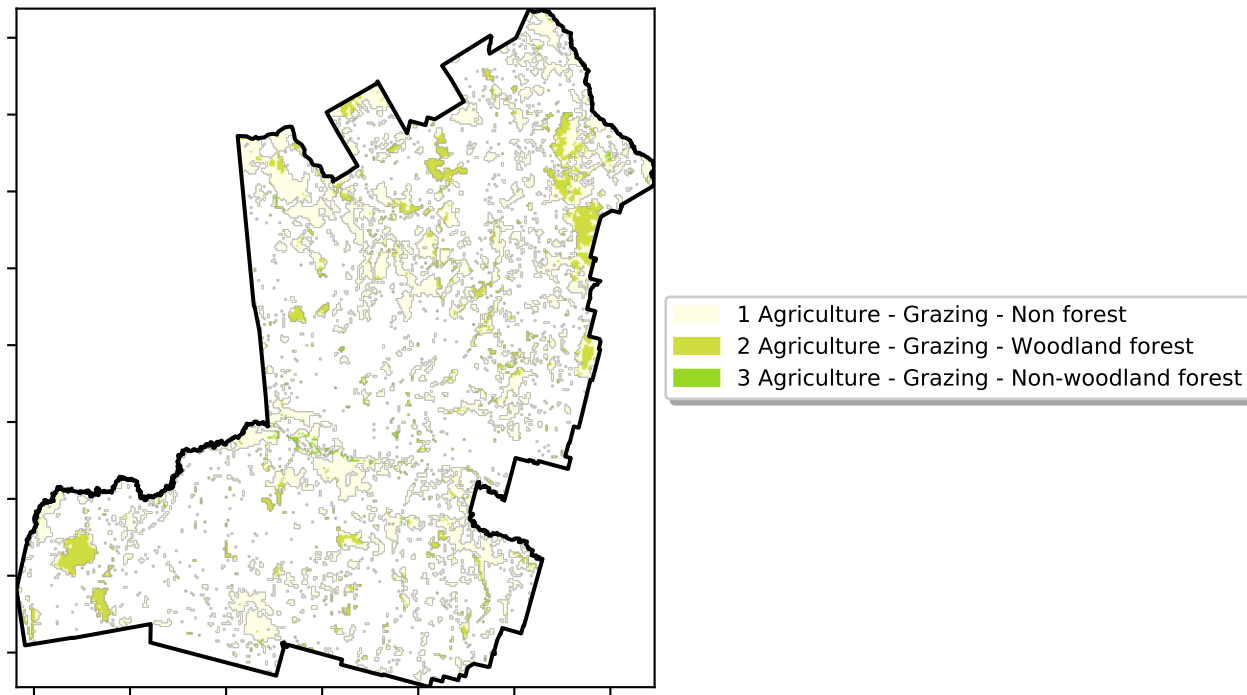 1 Agriculture - Grazing - Non forest
2 Agriculture - Grazing - Woodland forest
3 Agriculture - Grazing - Non-woodland forest